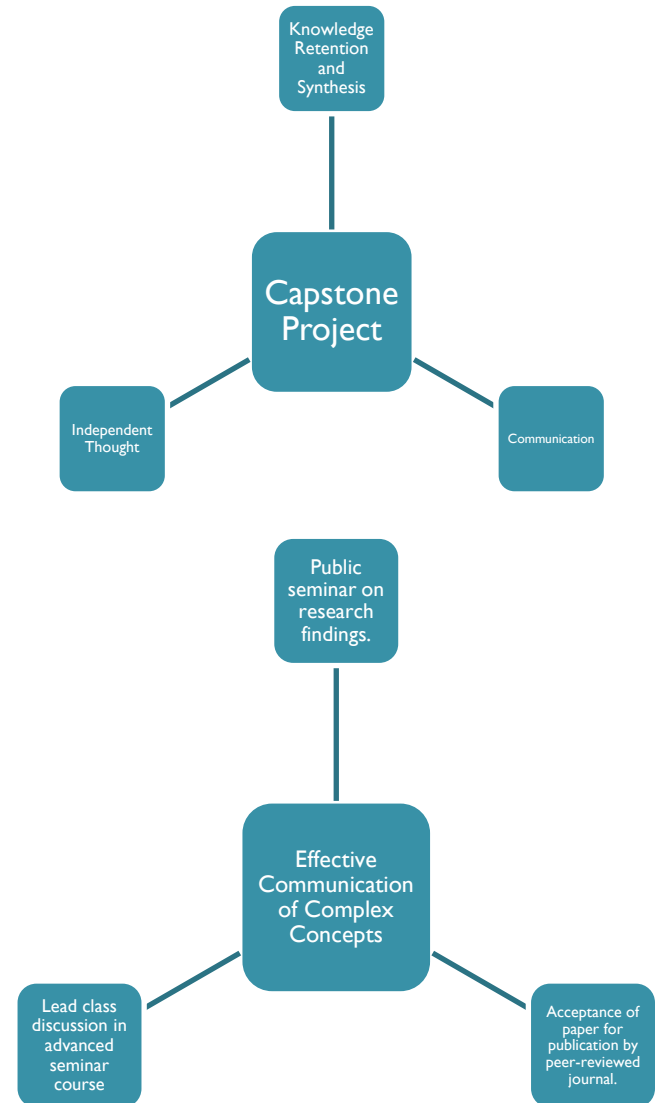 Knowledge
Retention
and
Synthesis
Capstone
Project
Independent
Thought
Communication
Public
seminar on
research
findings.
Effective
Communication
of Complex
Concepts
Lead class
discussion in
advanced
seminar
course
Acceptance of
paper for
publication by
peer-reviewed
journal.